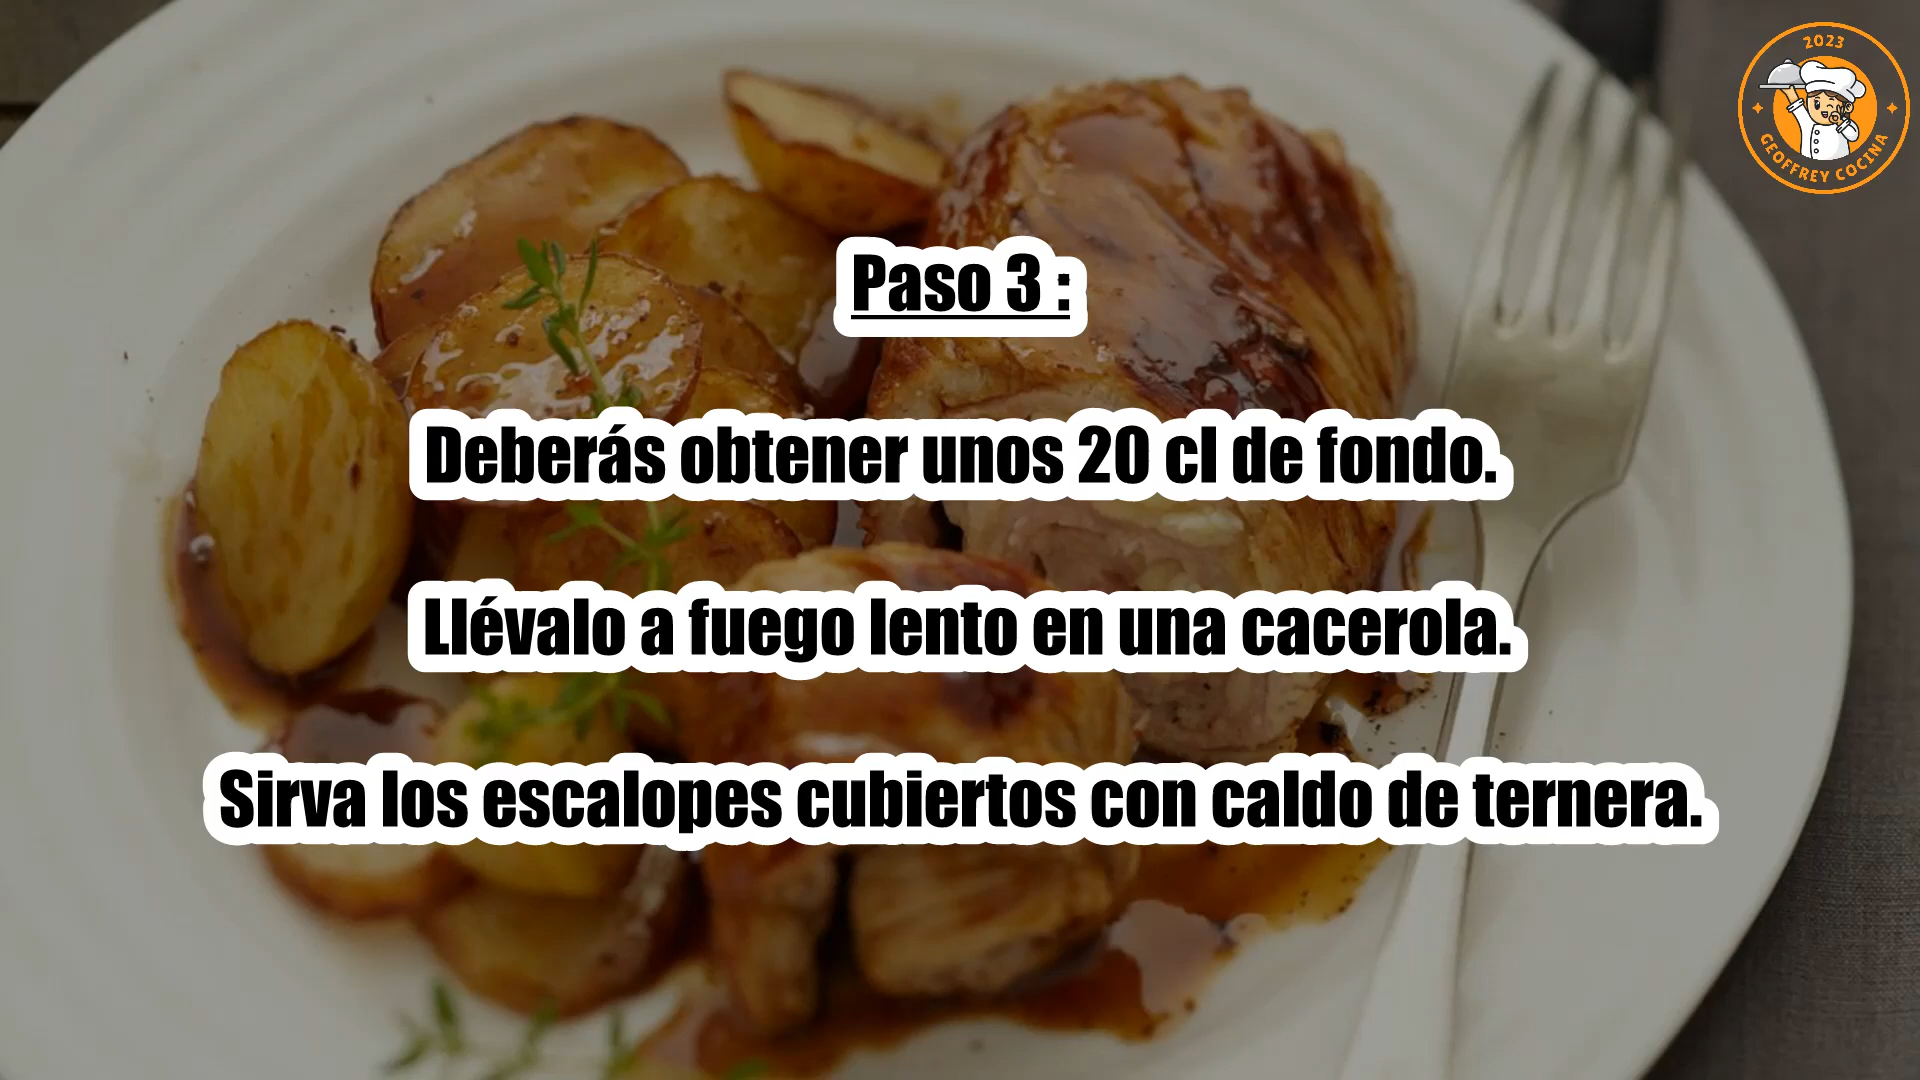 2023
GEOFFREY COCINA
Paso 3 :
Deberás obtener unos 20 cl de fondo.
Llévalo a fuego lento en una cacerola.
Sirva los escalopes cubiertos con caldo de ternera.